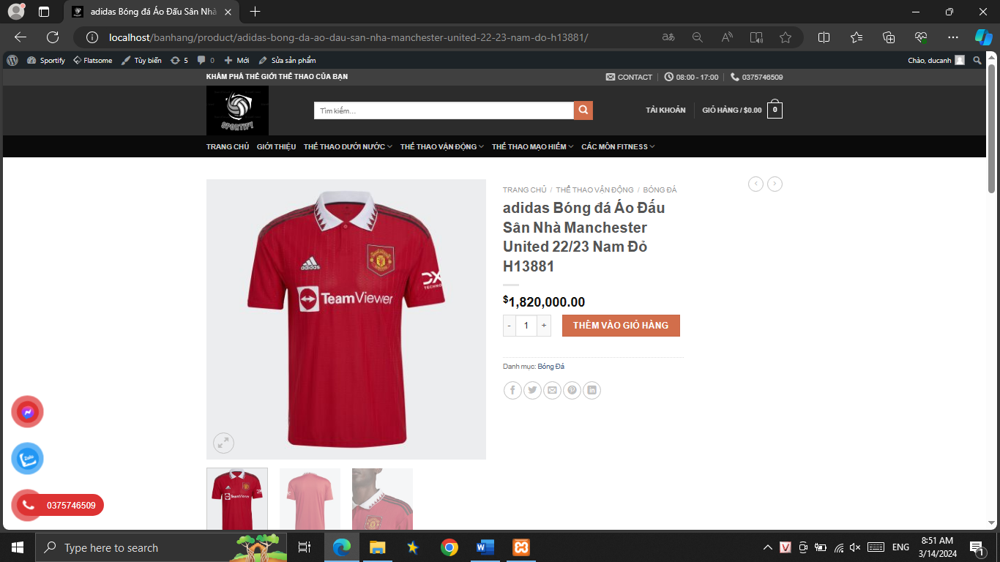 adidas Bóng đá Áo Đấu Sân Nhà
localhost/banhang/product/adidas-bong-da-ao-dau-san-nha-manchester-united-22-23-nam-do-h13881/
Sportify Flatsome Tùy biến 5 0 Mới Sửa sản phẩm Chào, ducanh
KHÁM PHÁ THẾ GIỚI THỂ THAO CỦA BẠN CONTACT 08:00 - 17:00 0375746509
SPORTIFY
Tìm kiếm...
TÀI KHOẢN GIỎ HÀNG / $0.00 0
TRANG CHỦ GIỚI THIỆU THỂ THAO DƯỚI NƯỚC THỂ THAO VẬN ĐỘNG THỂ THAO MẠO HIỂM CÁC MÔN FITNESS
TRANG CHỦ / THỂ THAO VẬN ĐỘNG / BÓNG ĐÁ
adidas Bóng đá Áo Đấu
Sân Nhà Manchester
United 22/23 Nam Đỏ
H13881
$1,820,000.00
- 1 + THÊM VÀO GIỎ HÀNG
Danh mục: Bóng Đá
adidas
TeamViewer
Zalo
TeamViewer
0375746509
Type here to search
ENG
8:51 AM
3/14/2024
1